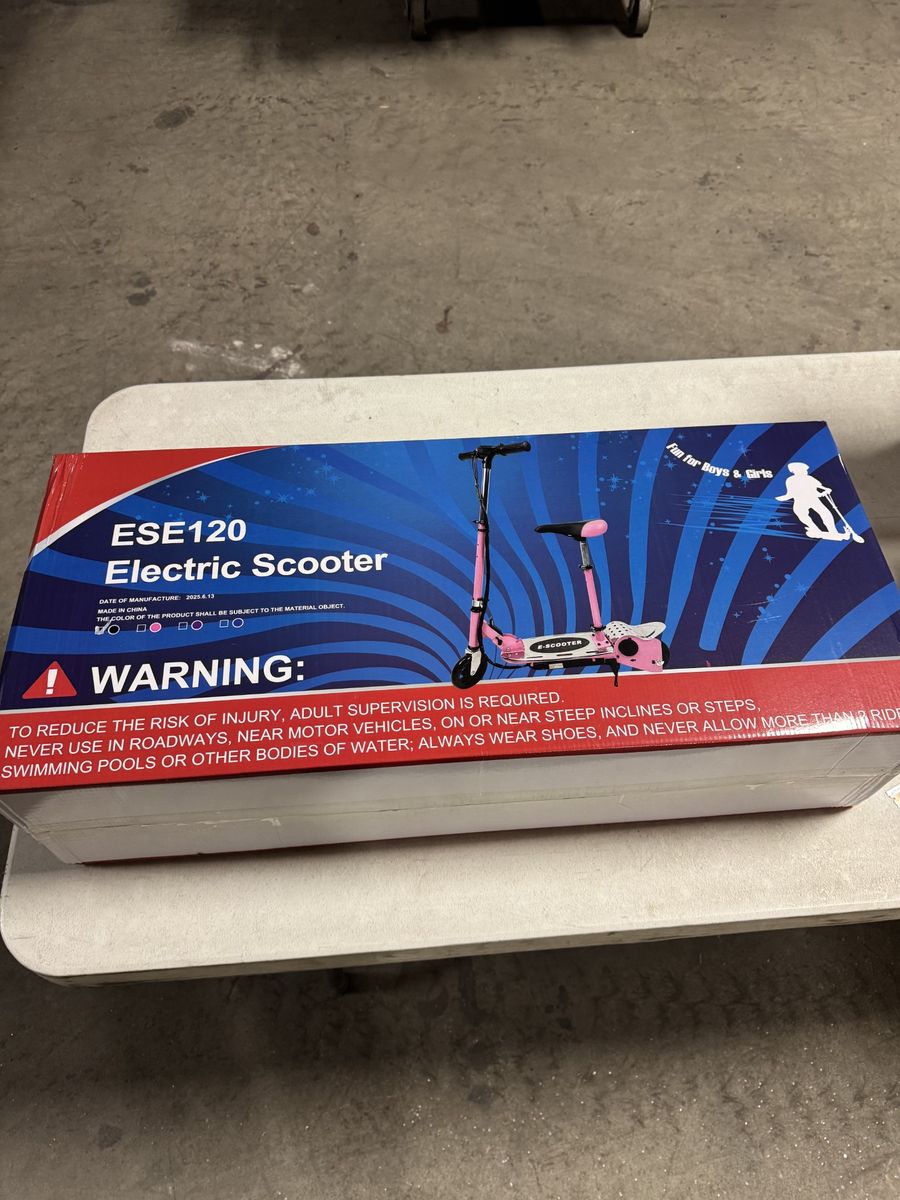 Fun for Boys & Girls
ESE120
Electric Scooter
DATE OF MANUFACTURE: 2025.6.13
MADE IN CHINA
THE COLOR OF THE PRODUCT SHALL BE SUBJECT TO THE MATERIAL OBJECT.
E-SCOOTER
WARNING:
TO REDUCE THE RISK OF INJURY, ADULT SUPERVISION IS REQUIRED.
NEVER USE IN ROADWAYS, NEAR MOTOR VEHICLES, ON OR NEAR STEEP INCLINES OR STEPS,
SWIMMING POOLS OR OTHER BODIES OF WATER; ALWAYS WEAR SHOES, AND NEVER ALLOW MORE THAN